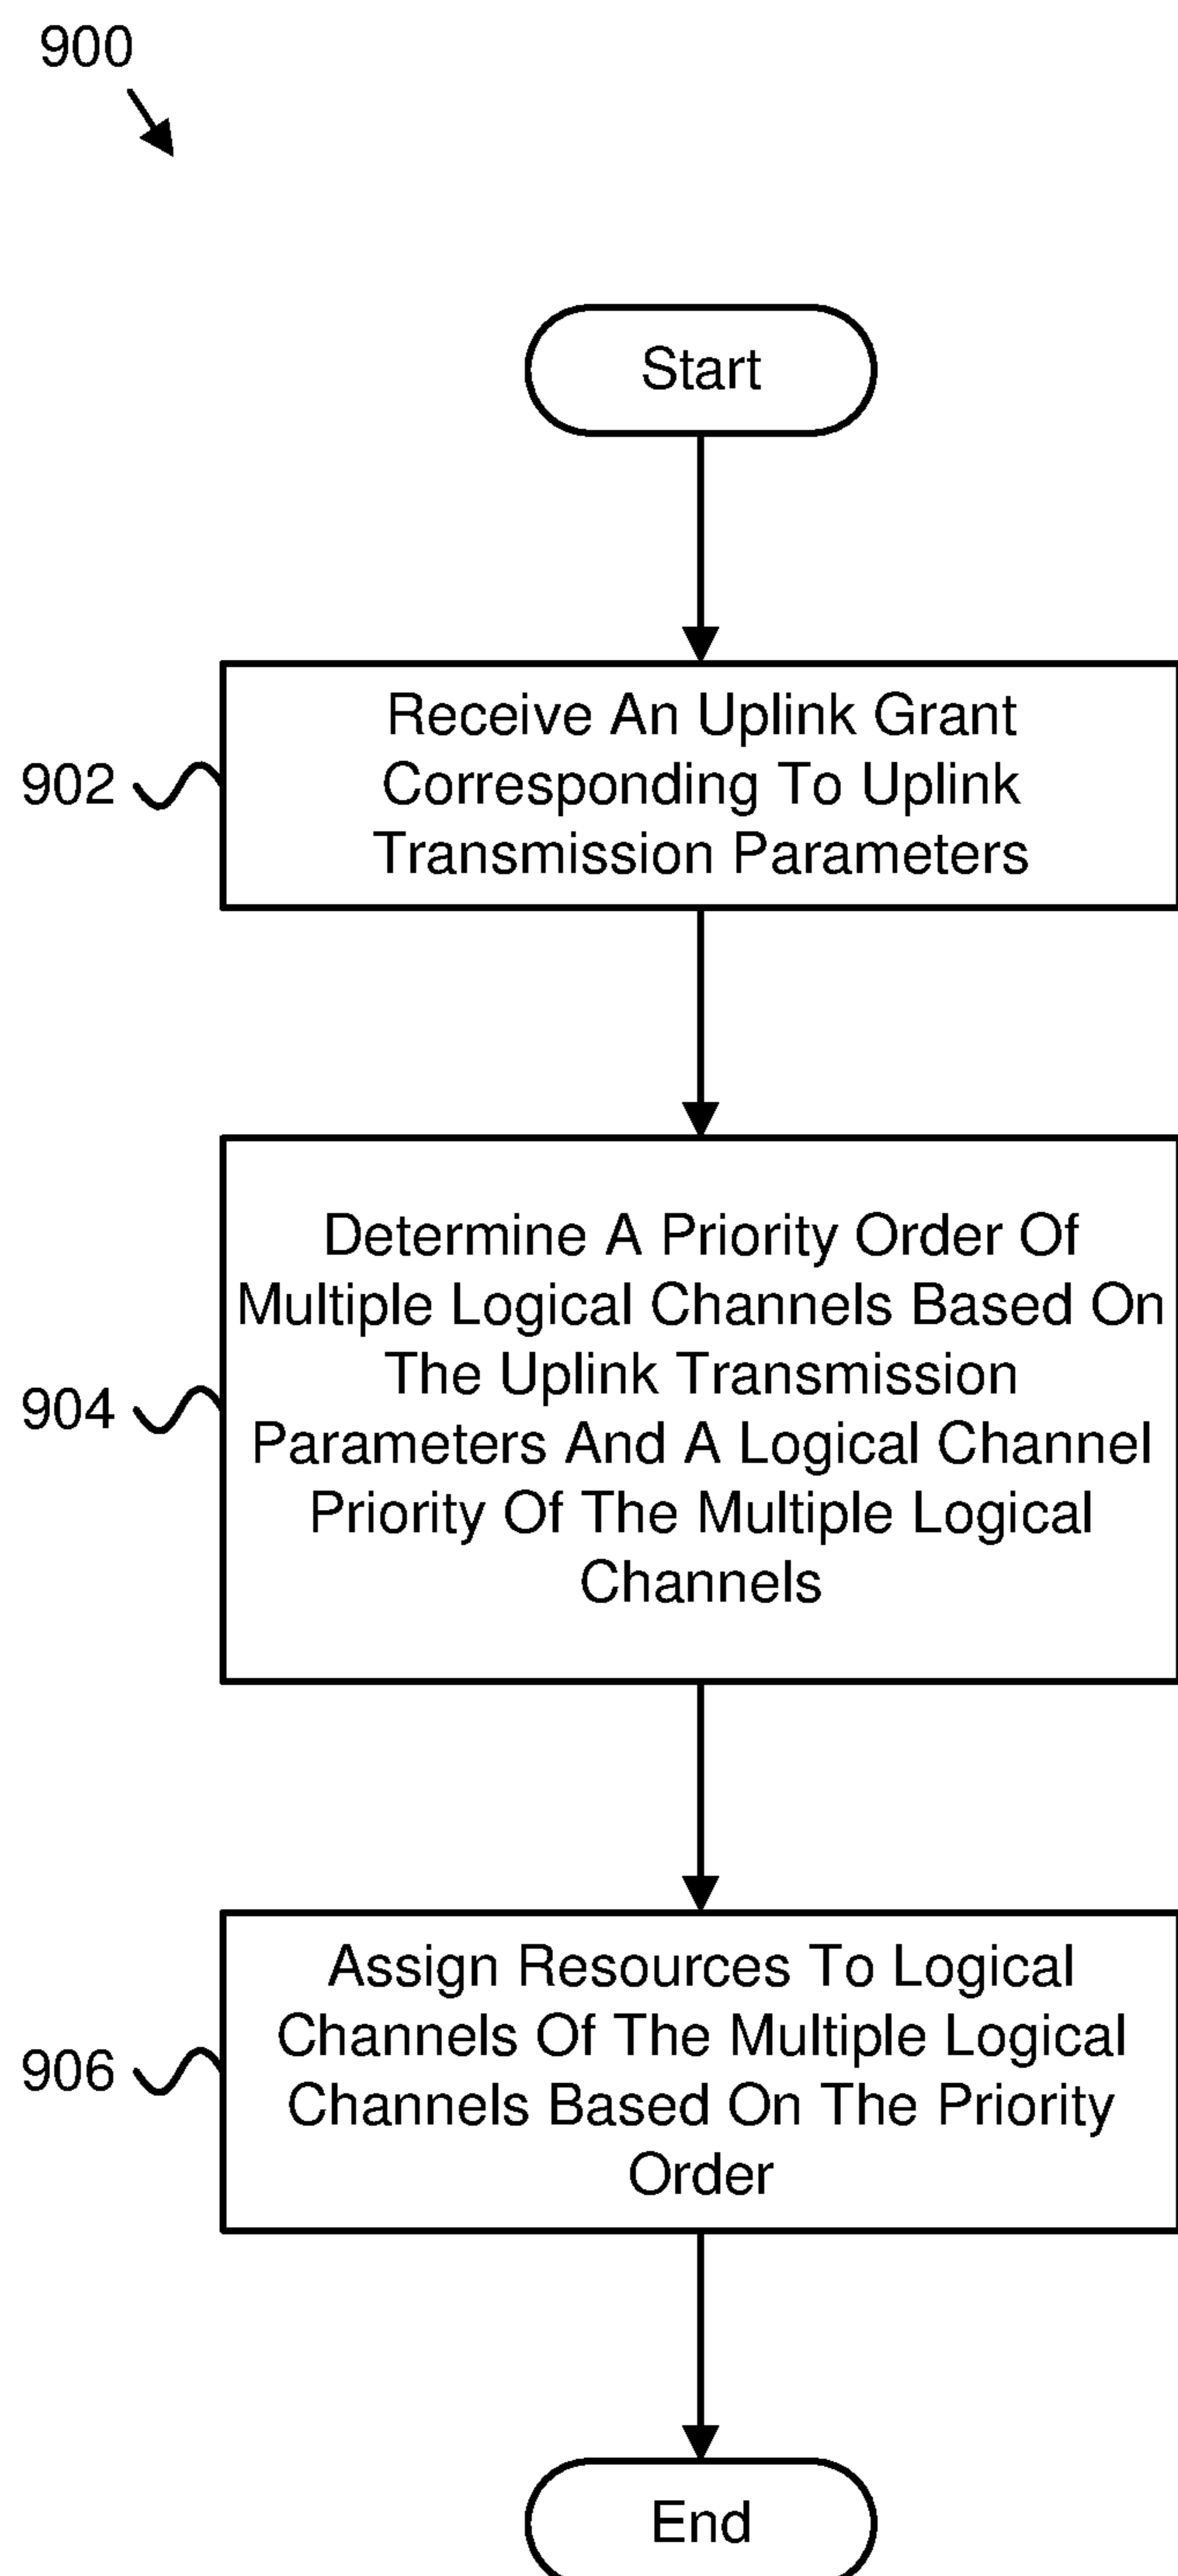 900
Start
902
Receive An Uplink Grant
Corresponding To Uplink
Transmission Parameters
904
Determine A Priority Order Of
Multiple Logical Channels Based On
The Uplink Transmission
Parameters And A Logical Channel
Priority Of The Multiple Logical
Channels
906
Assign Resources To Logical
Channels Of The Multiple Logical
Channels Based On The Priority
Order
End